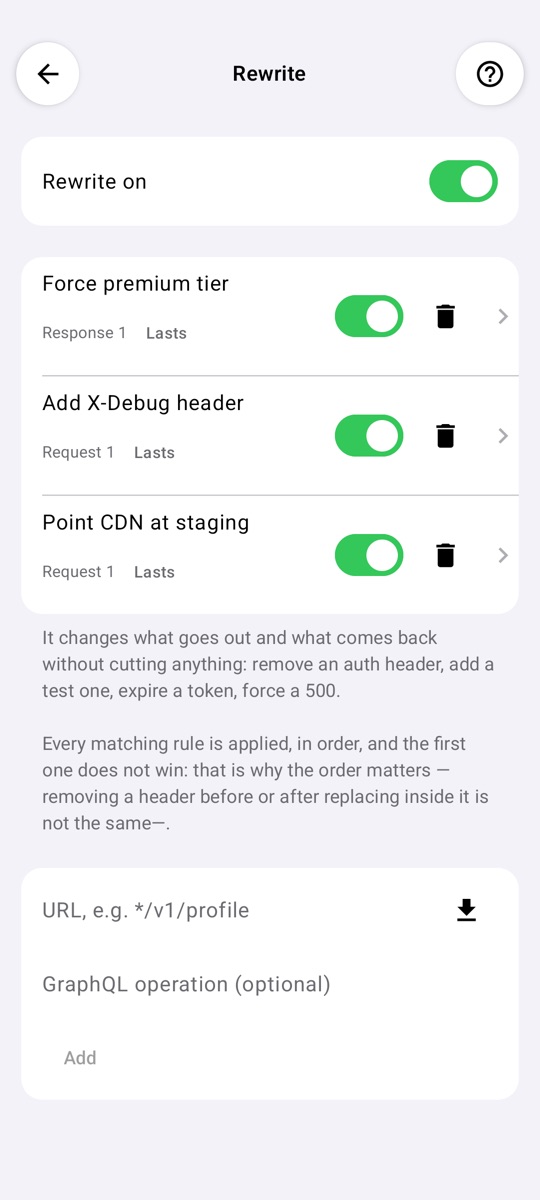 Rewrite
Rewrite on
Force premium tier
Response 1 Lasts
Add X-Debug header
Request 1 Lasts
Point CDN at staging
Request 1 Lasts
It changes what goes out and what comes back
without cutting anything: remove an auth header, add a
test one, expire a token, force a 500.
Every matching rule is applied, in order, and the first
one does not win: that is why the order matters —
removing a header before or after replacing inside it is
not the same—.
URL, e.g. */v1/profile
GraphQL operation (optional)
Add